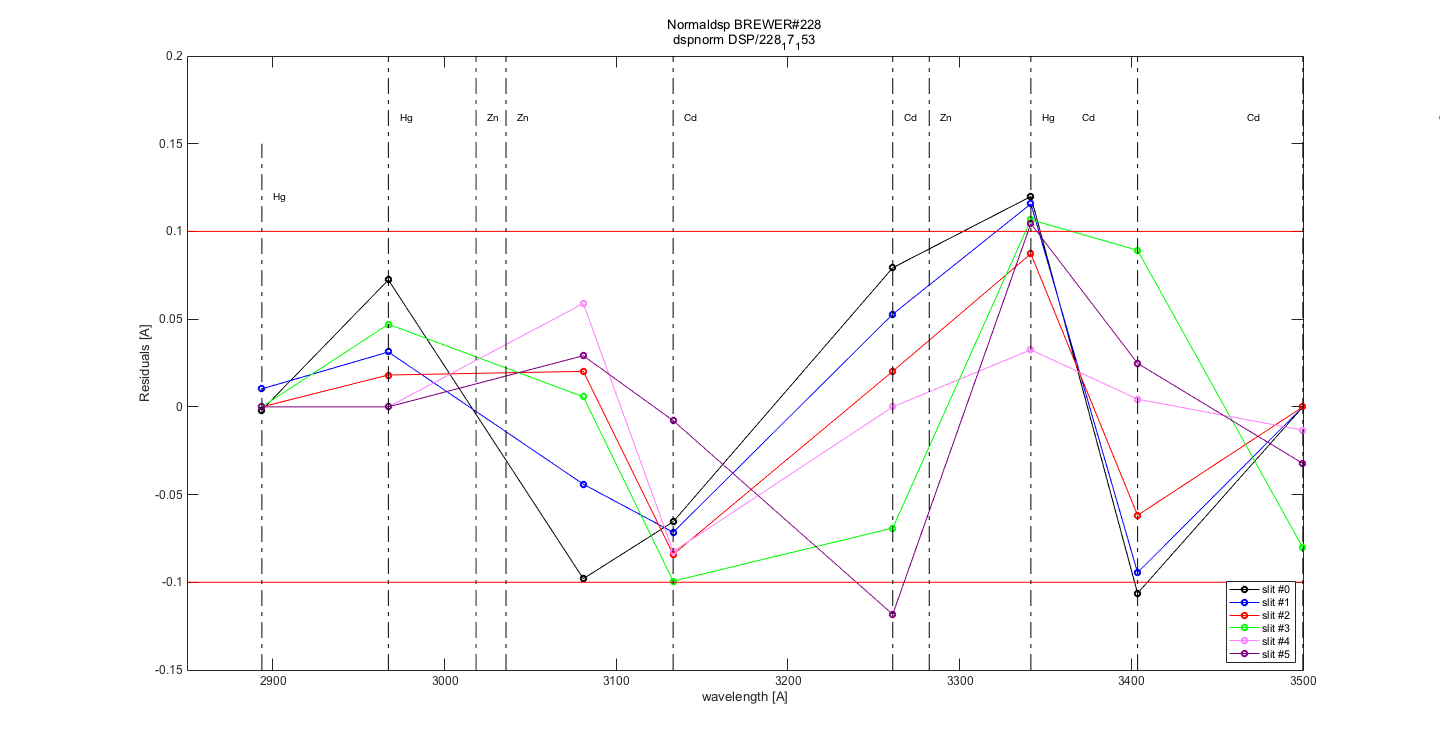 Normaldsp BREWER#228
dspnorm DSP/228₁7₁53
0.2
0.15
0.1
0.05
0
-0.05
-0.1
-0.15
Residuals [A]
Hg
Hg
Zn
Zn
Cd
Cd
Zn
Hg
Cd
Cd
slit #0
slit #1
slit #2
slit #3
slit #4
slit #5
2900
3000
3100
3200
3300
3400
3500
wavelength [A]